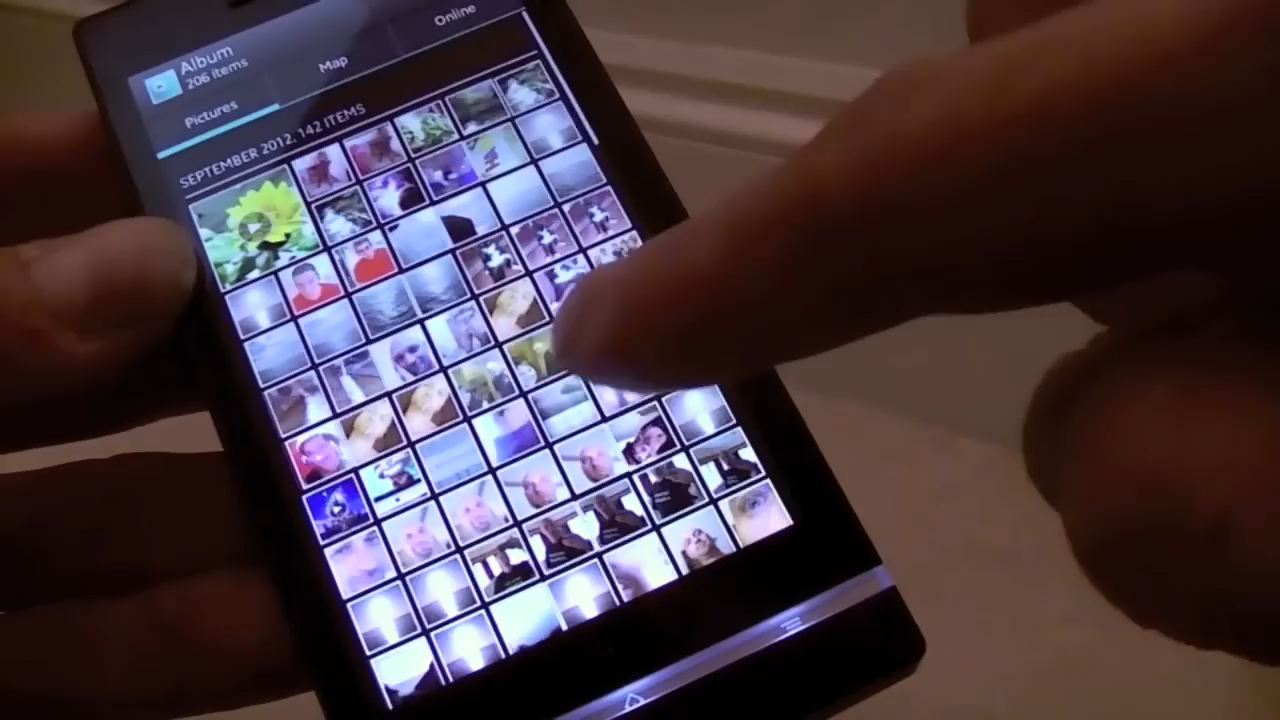 Album
206 items
Pictures
Map
Online
SEPTEMBER 2012, 142 ITEMS